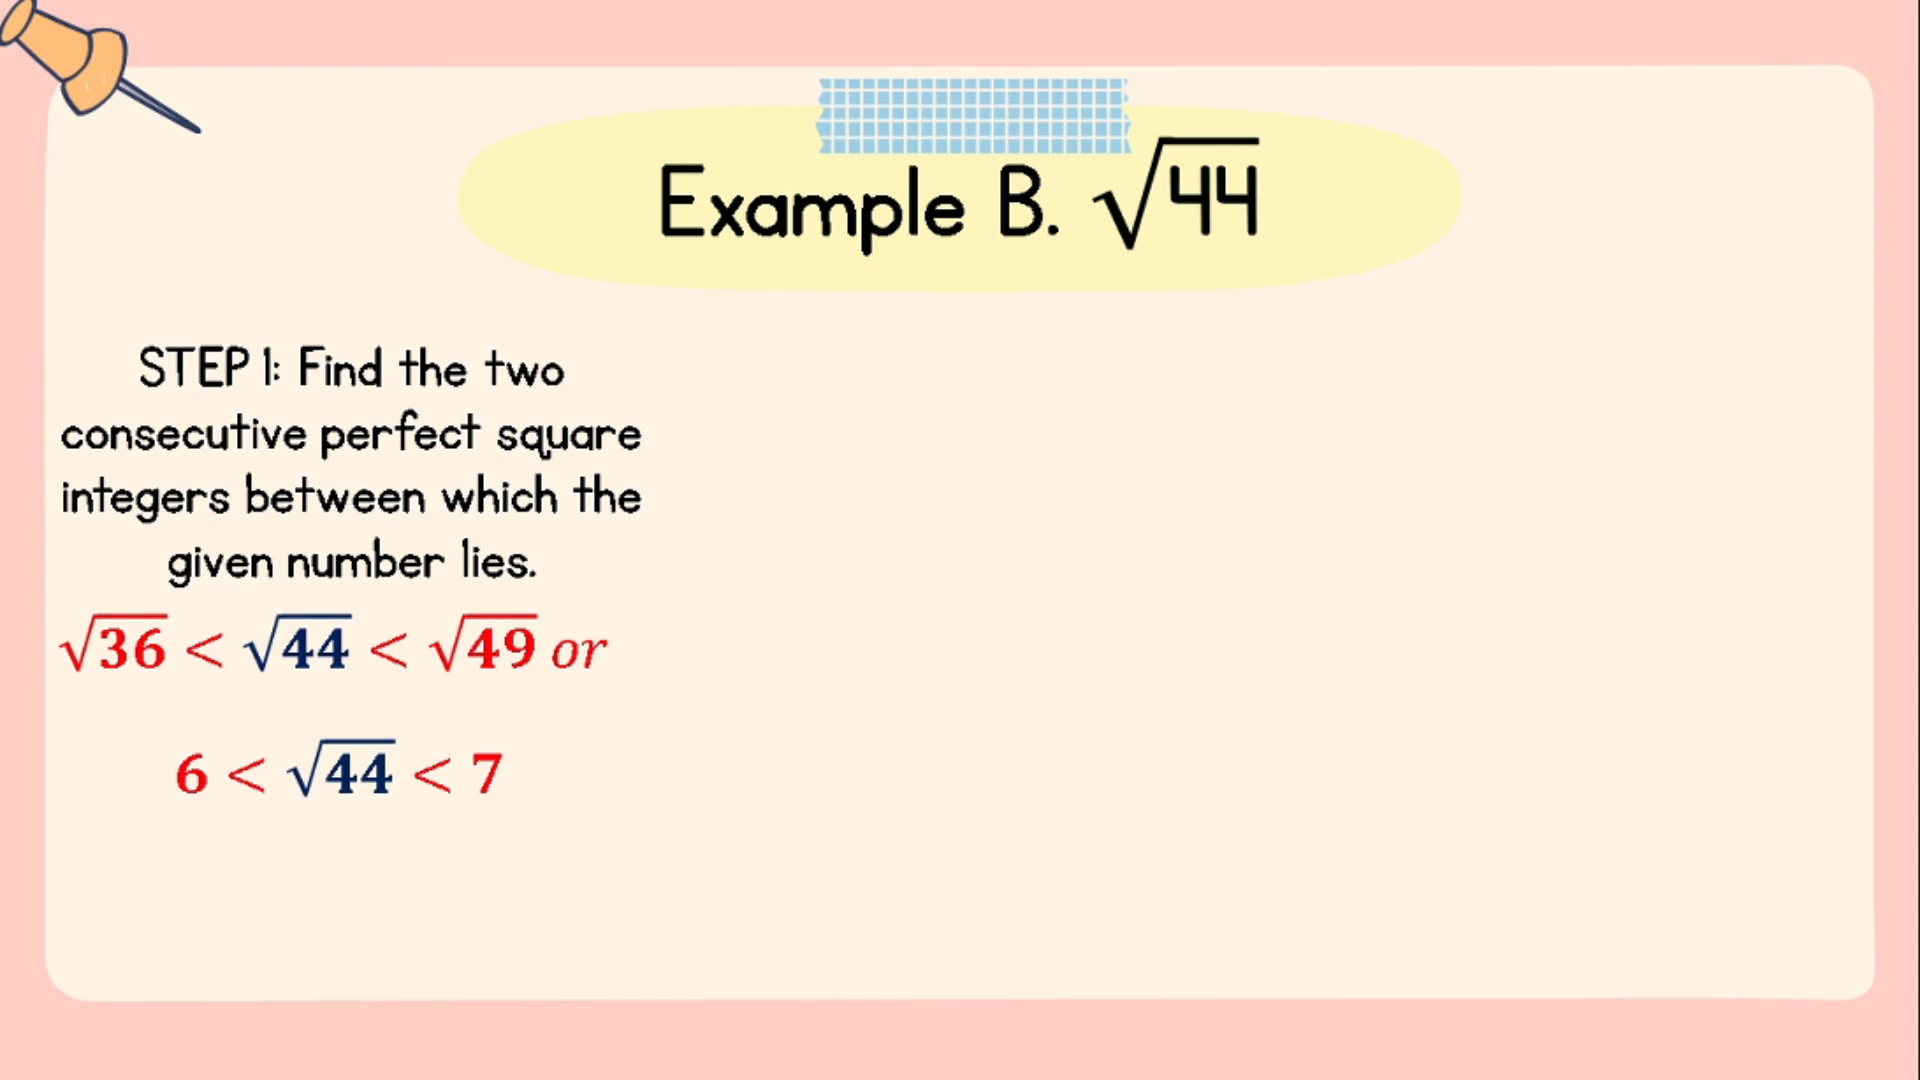 Example B. √44
STEP 1: Find the two
consecutive perfect square
integers between which the
given number lies.
√36 < √44 < √49 or
6 < √44 < 7